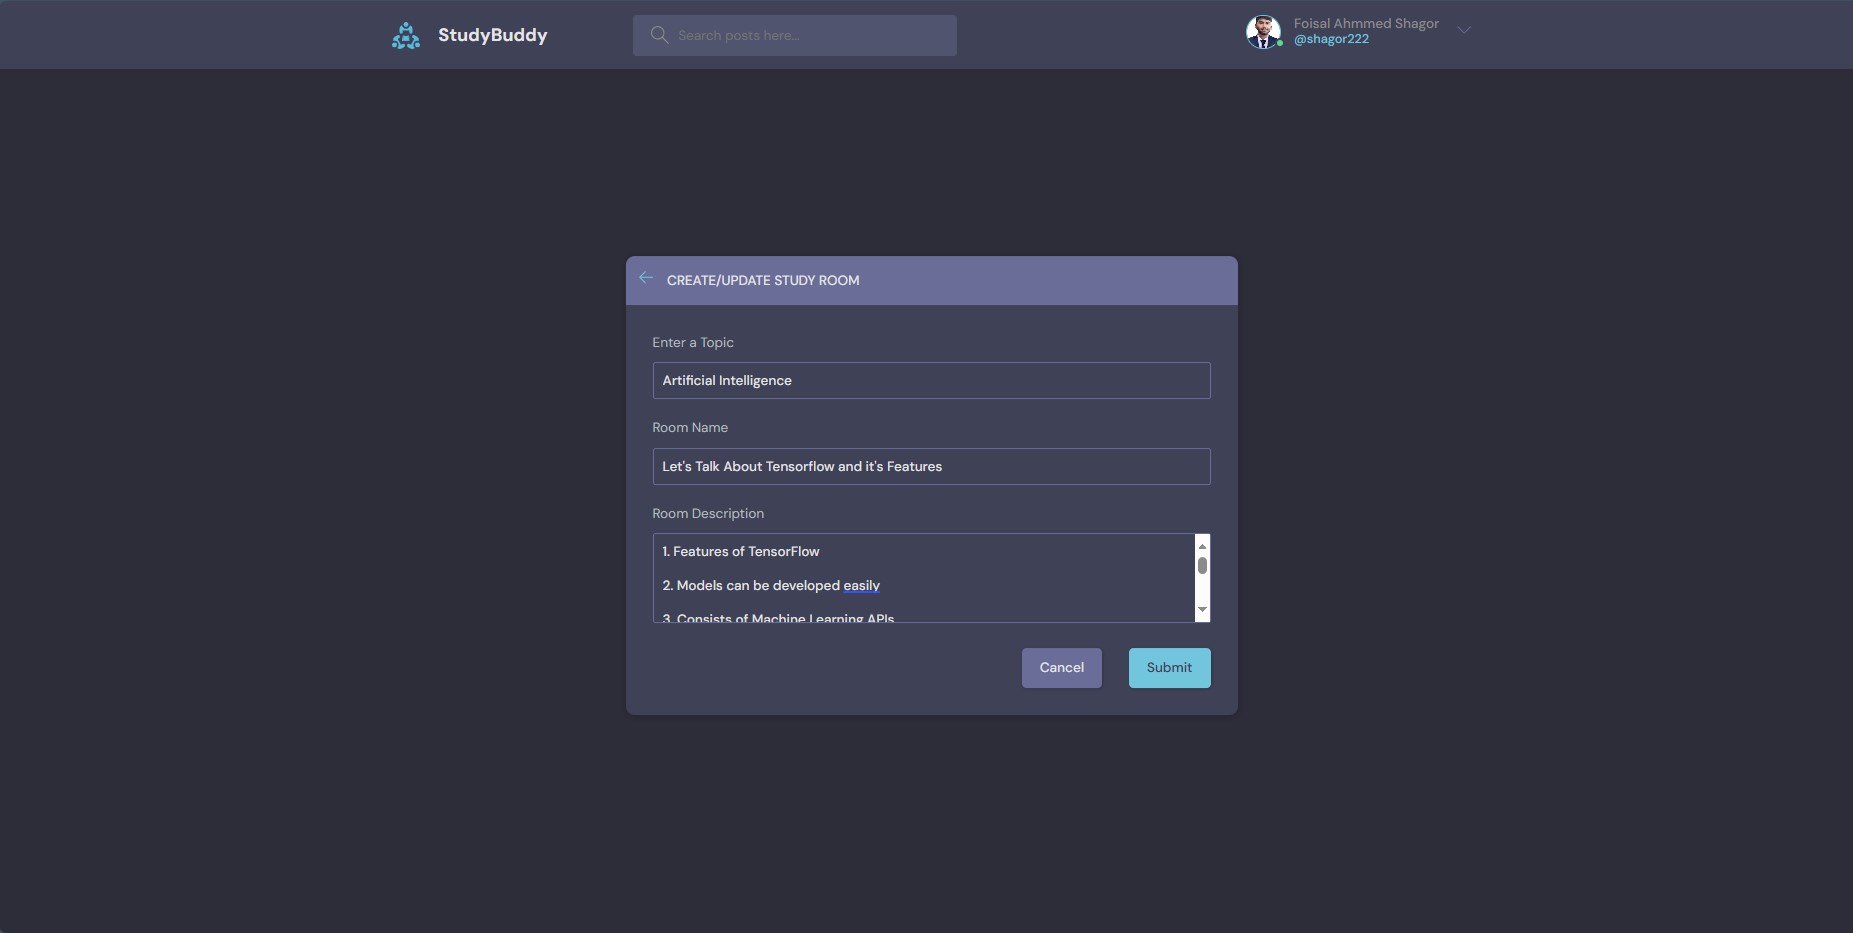 StudyBuddy
Search posts here...
Foisal Ahmmed Shagor
@shagor222
CREATE/UPDATE STUDY ROOM
Enter a Topic
Artificial Intelligence
Room Name
Let's Talk About Tensorflow and it's Features
Room Description
1. Features of TensorFlow
2. Models can be developed easily
3. Consists of Machine Learning APIs
Cancel
Submit